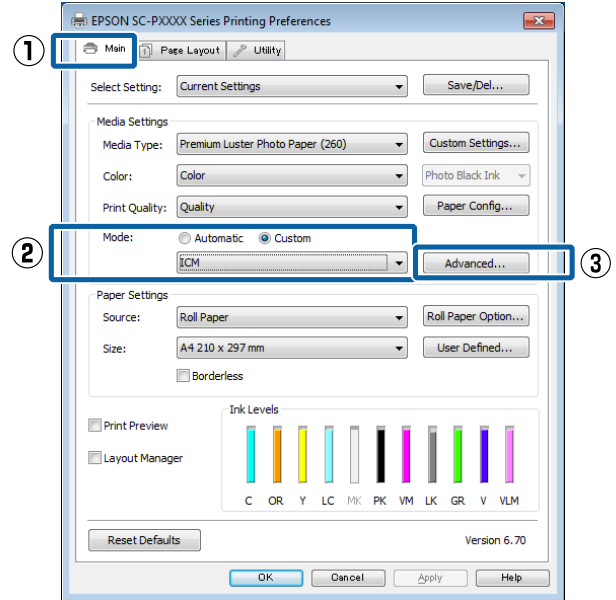 EPSON SC-PXXXX Series Printing Preferences
① Main Page Layout Utility
Select Setting: Current Settings Save/Del...
Media Settings
Media Type: Premium Luster Photo Paper (260) Custom Settings...
Color: Color Photo Black Ink
Print Quality: Quality Paper Config...
Mode: Automatic Custom
② ICM Advanced... ③
Paper Settings
Source: Roll Paper Roll Paper Option...
Size: A4 210 x 297 mm User Defined...
Borderless
Print Preview
Layout Manager
Ink Levels
C OR Y LC MK PK VM LK GR V VLM
Reset Defaults Version 6.70
OK Cancel Apply Help